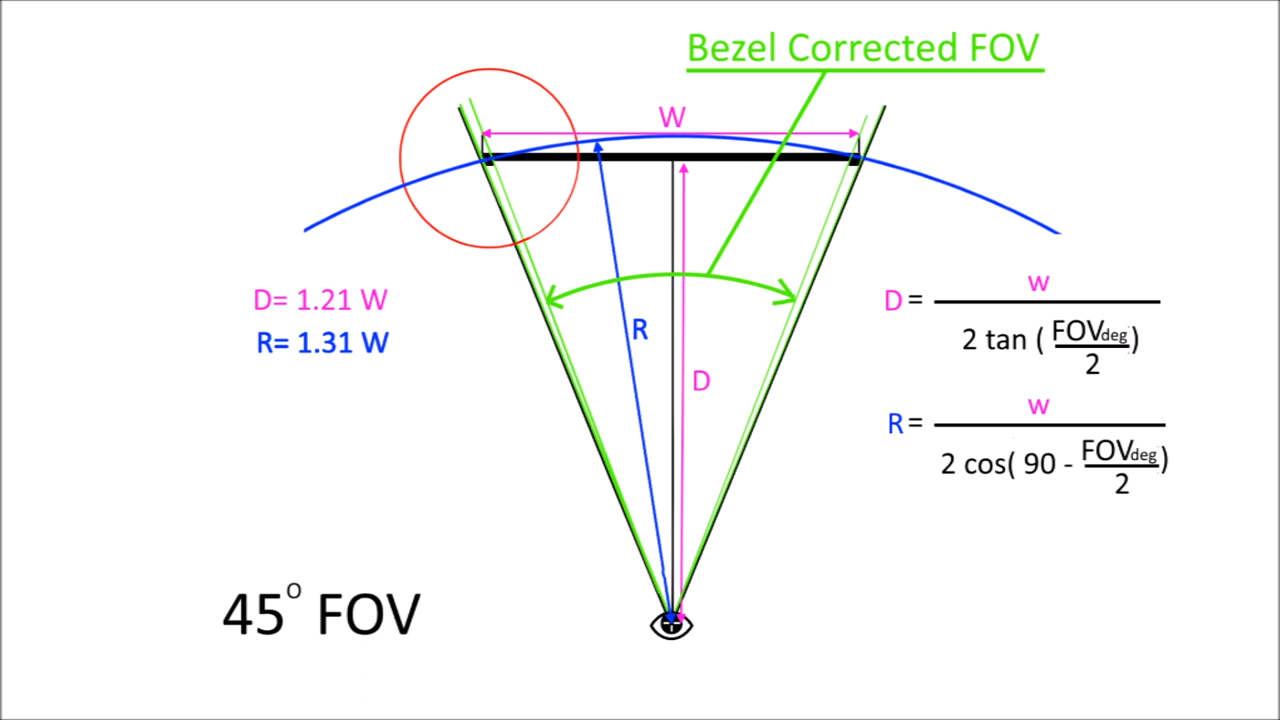 Bezel Corrected FOV
W
D= 1.21 W
R= 1.31 W
R
D
D = w
2 tan ( FOVdeg )
2
R = w
2 cos( 90 - FOVdeg )
2
45° FOV